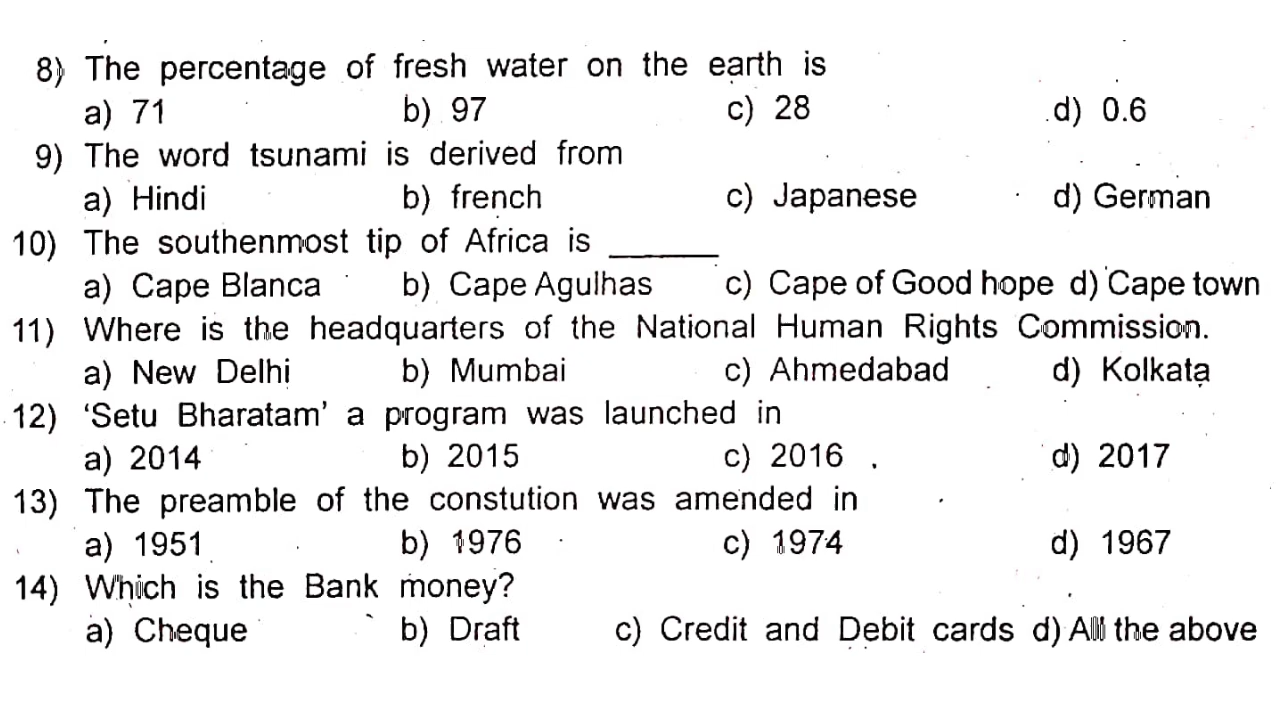 8) The percentage of fresh water on the earth is
a) 71 b) 97 c) 28 d) 0.6
9) The word tsunami is derived from
a) Hindi b) french c) Japanese d) German
10) The southenmost tip of Africa is ______
a) Cape Blanca b) Cape Agulhas c) Cape of Good hope d) Cape town
11) Where is the headquarters of the National Human Rights Commission.
a) New Delhi b) Mumbai c) Ahmedabad d) Kolkata
12) ‘Setu Bharatam’ a program was launched in
a) 2014 b) 2015 c) 2016 d) 2017
13) The preamble of the constution was amended in
a) 1951 b) 1976 c) 1974 d) 1967
14) Which is the Bank money?
a) Cheque b) Draft c) Credit and Debit cards d) All the above